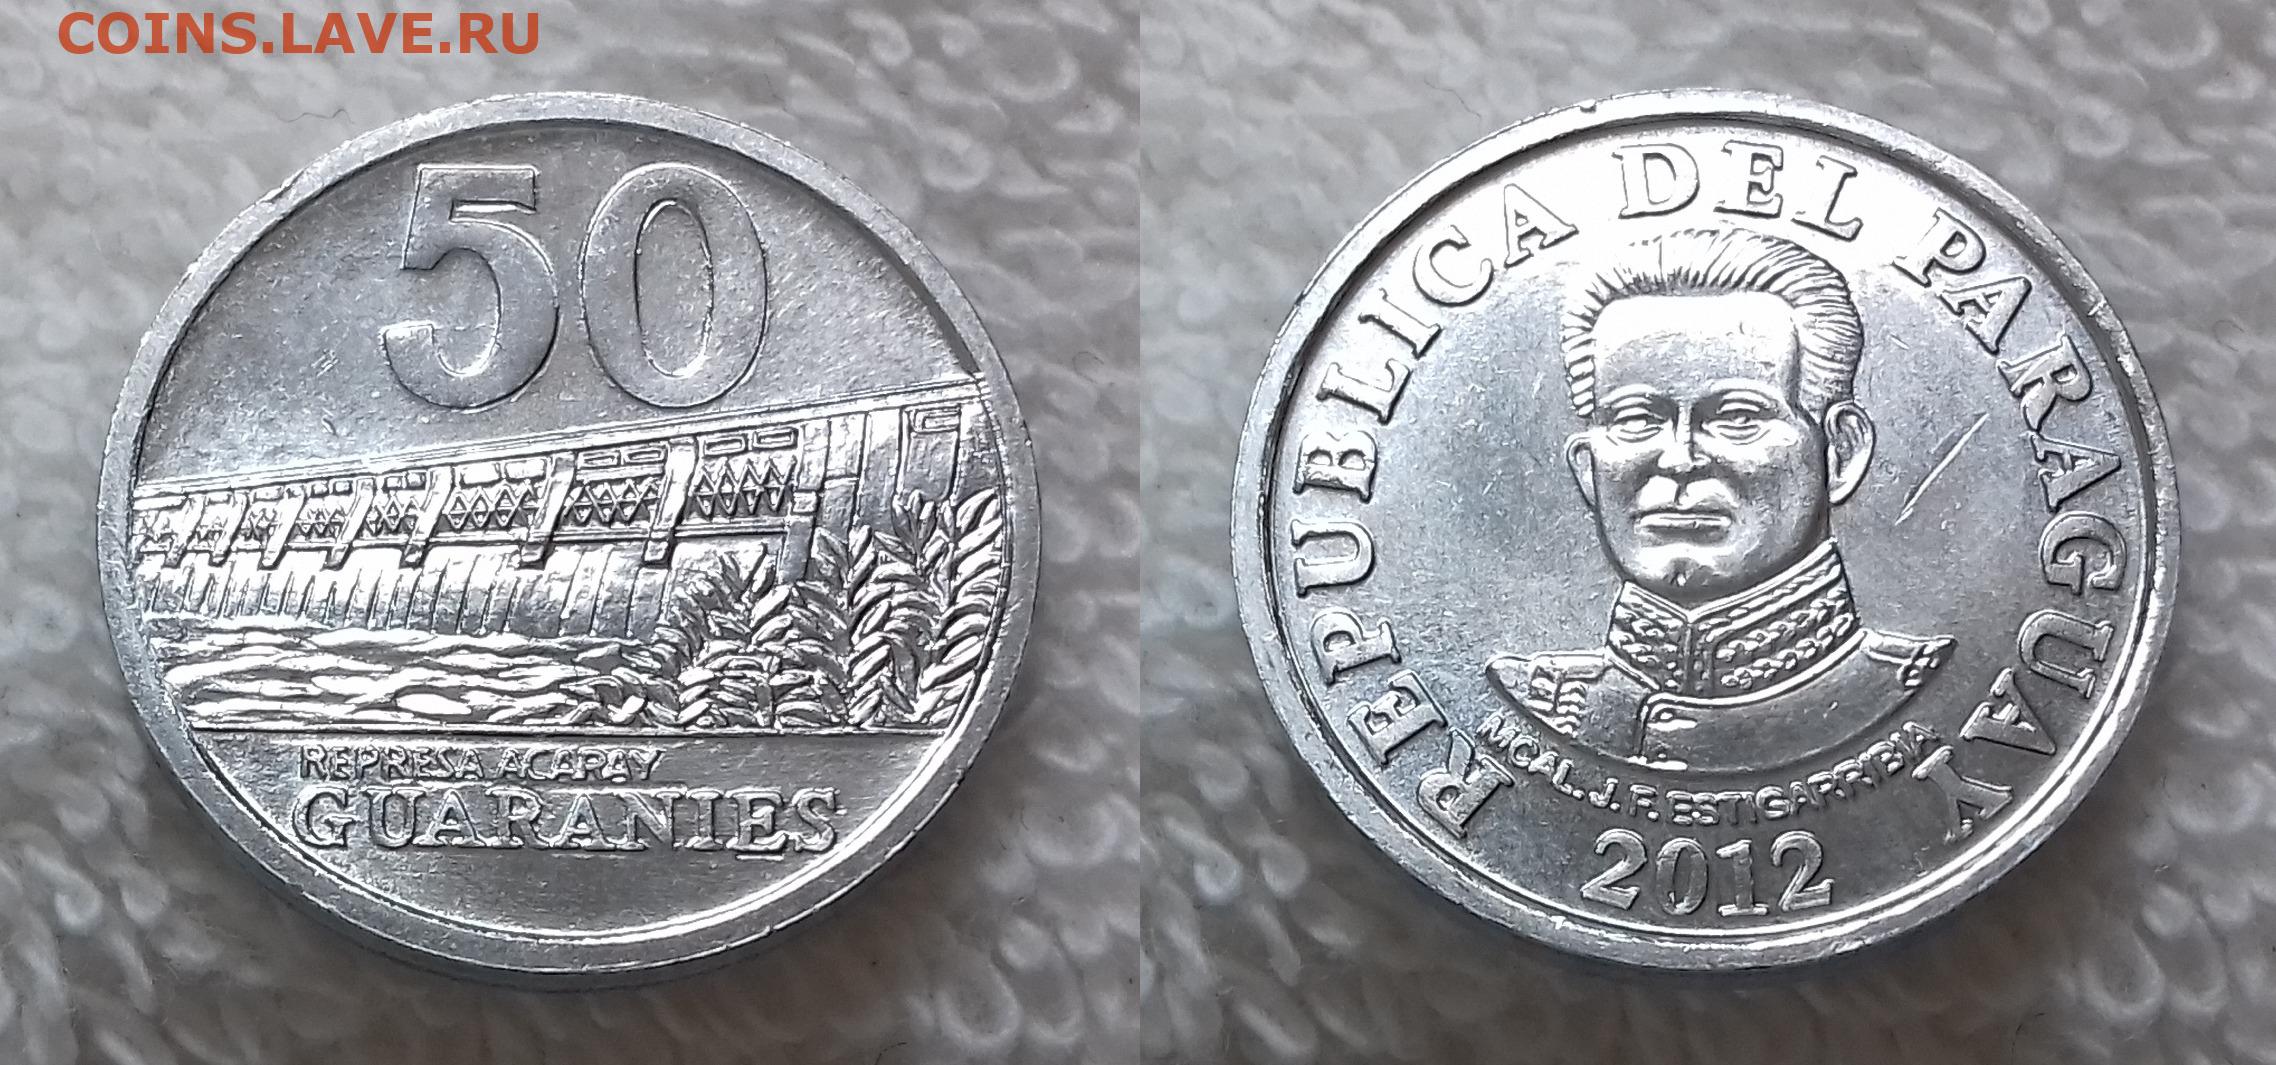 COINS.LAVE.RU
50
REPRESA ACARAY
GUARANIES
REPUBLICA DEL PARAGUAY
MCAL. J. F. ESTIGARRIBIA
2012